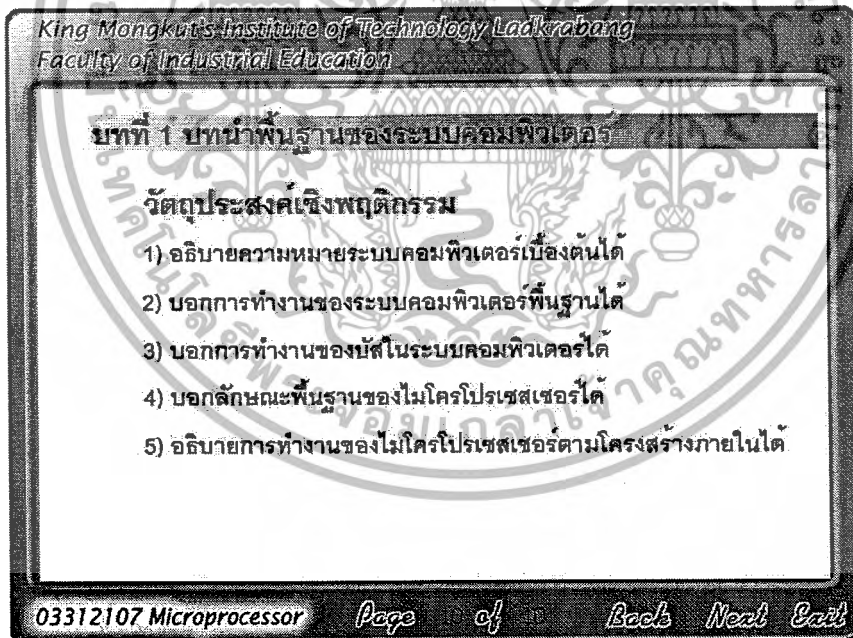 King Mongkut's Institute of Technology Ladkrabang
Faculty of Industrial Education
บทที่ 1 บทนำพื้นฐานของระบบคอมพิวเตอร์
วัตถุประสงค์เชิงพฤติกรรม
1) อธิบายความหมายระบบคอมพิวเตอร์เบื้องต้นได้
2) บอกการทำงานของระบบคอมพิวเตอร์พื้นฐานได้
3) บอกการทำงานของบัสในระบบคอมพิวเตอร์ได้
4) บอกลักษณะพื้นฐานของไมโครโปรเซสเซอร์ได้
5) อธิบายการทำงานของไมโครโปรเซสเซอร์ตามโครงสร้างภายในได้
03312107 Microprocessor Page of Back Next Exit